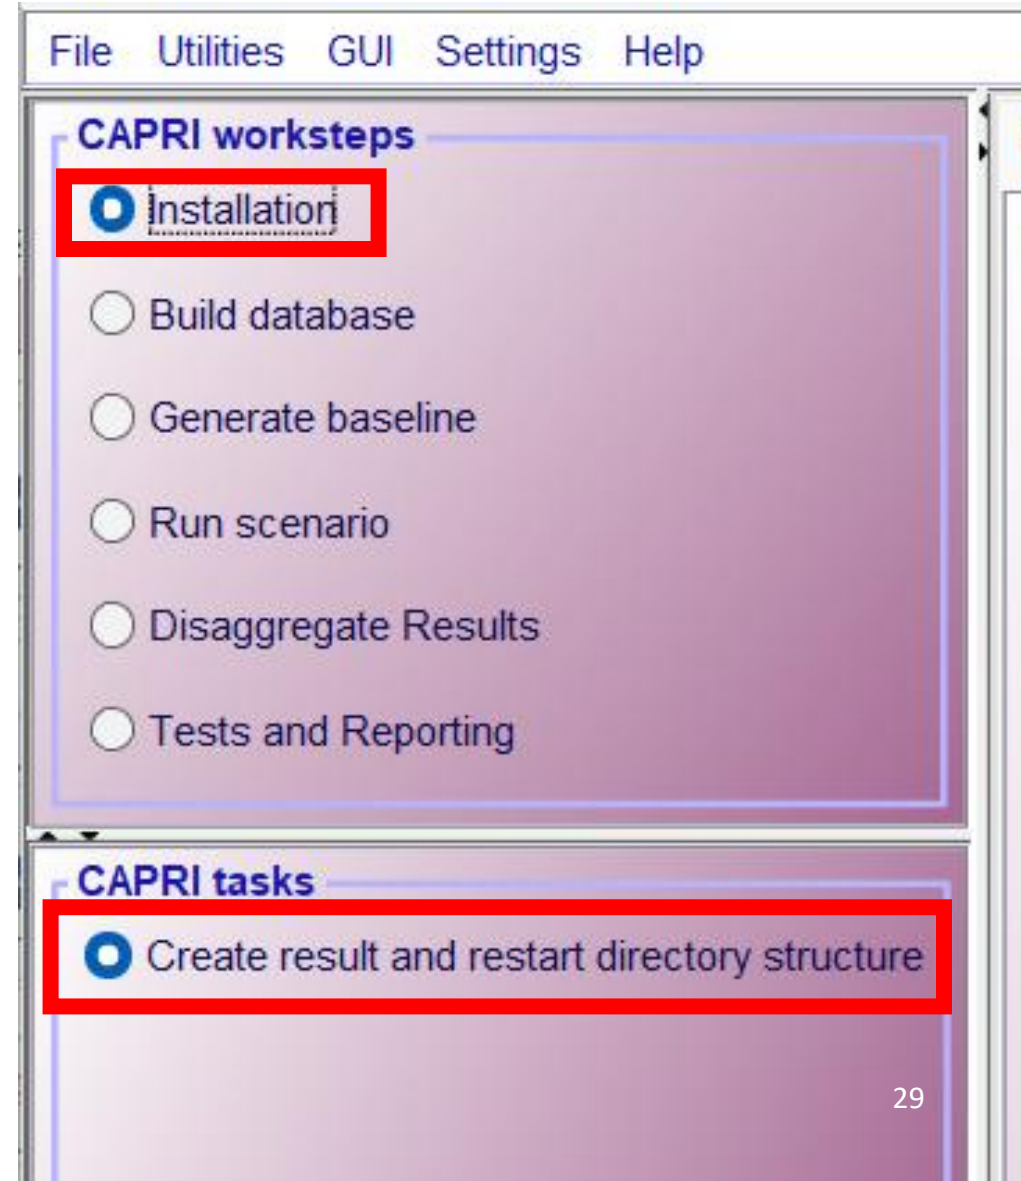 File Utilities GUI Settings Help
CAPRI worksteps
Installation
Build database
Generate baseline
Run scenario
Disaggregate Results
Tests and Reporting
CAPRI tasks
Create result and restart directory structure
29